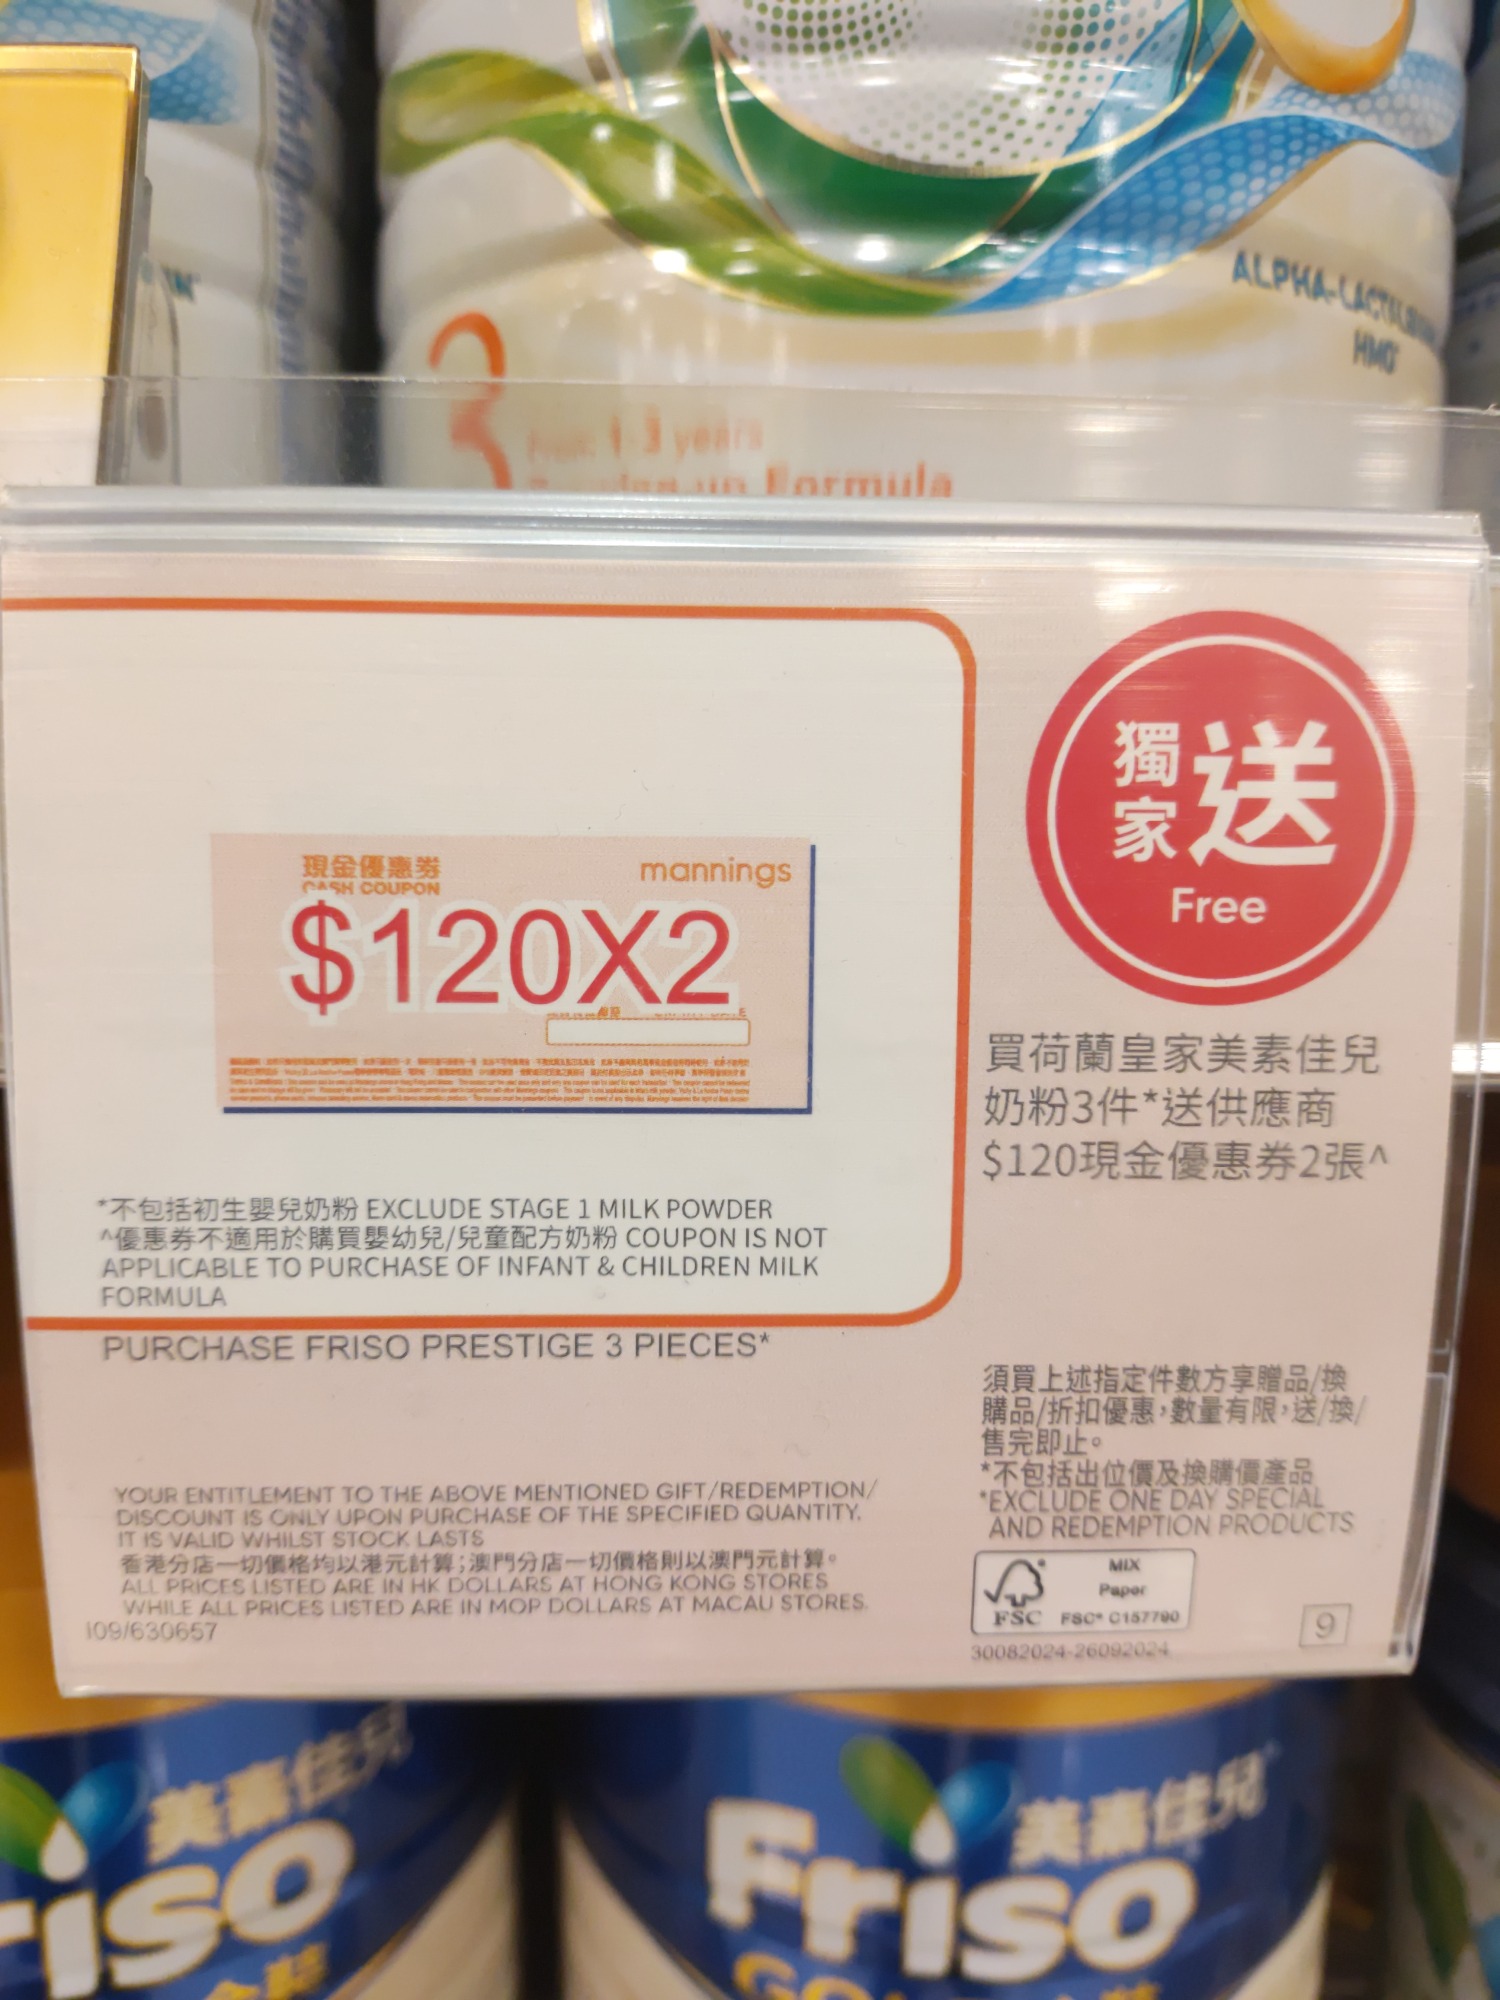 ALPHA-LACTALBUMIN
HMO
3
From 1-3 years
Formula
現金優惠券
CASH COUPON
mannings
$120X2
*不包括初生嬰兒奶粉 EXCLUDE STAGE 1 MILK POWDER
^優惠券不適用於購買嬰幼兒/兒童配方奶粉 COUPON IS NOT
APPLICABLE TO PURCHASE OF INFANT & CHILDREN MILK
FORMULA
PURCHASE FRISO PRESTIGE 3 PIECES*
YOUR ENTITLEMENT TO THE ABOVE MENTIONED GIFT/REDEMPTION/
DISCOUNT IS ONLY UPON PURCHASE OF THE SPECIFIED QUANTITY.
IT IS VALID WHILST STOCK LASTS
香港分店一切價格均以港元計算;澳門分店一切價格則以澳門元計算。
ALL PRICES LISTED ARE IN HK DOLLARS AT HONG KONG STORES
WHILE ALL PRICES LISTED ARE IN MOP DOLLARS AT MACAU STORES.
I09/630657
獨家
送
Free
買荷蘭皇家美素佳兒
奶粉3件*送供應商
$120現金優惠券2張^
須買上述指定件數方享贈品/換
購品/折扣優惠,數量有限,送/換/
售完即止。
*不包括出位價及換購價產品
*EXCLUDE ONE DAY SPECIAL
AND REDEMPTION PRODUCTS
FSC
MIX
Paper
FSC® C157790
9
30082024-26092024
美素佳兒
Friso
美素佳兒
Friso